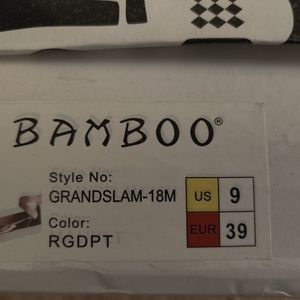 BAMBOO®
Style No:
GRANDSLAM-18M
US 9
Color:
EUR 39
RGDPT